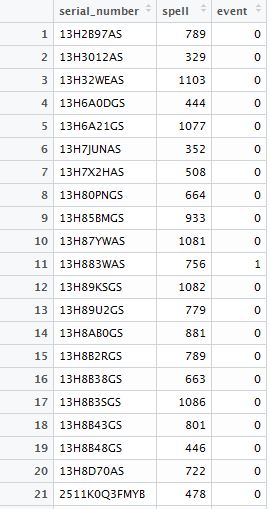 serial_number spell event
1 13H2B97AS 789 0
2 13H3012AS 329 0
3 13H32WEAS 1103 0
4 13H6A0DGS 444 0
5 13H6A21GS 1077 0
6 13H7JUNAS 352 0
7 13H7X2HAS 508 0
8 13H80PNGS 664 0
9 13H85BMGS 933 0
10 13H87YWAS 1081 0
11 13H883WAS 756 1
12 13H89KSGS 1082 0
13 13H89U2GS 779 0
14 13H8AB0GS 881 0
15 13H8B2RGS 789 0
16 13H8B38GS 663 0
17 13H8B3SGS 1086 0
18 13H8B43GS 801 0
19 13H8B48GS 446 0
20 13H8D70AS 722 0
21 2511K0Q3FMYB 478 0